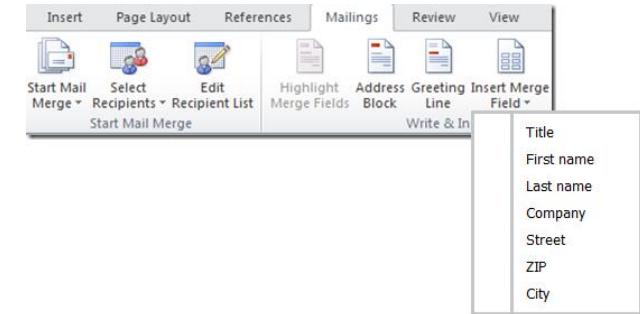 Insert Page Layout References Mailings Review View
Start Mail Merge Select Recipients Edit Recipient List Highlight Merge Fields Address Block Greeting Line Insert Merge Field
Start Mail Merge Write & In
Title
First name
Last name
Company
Street
ZIP
City